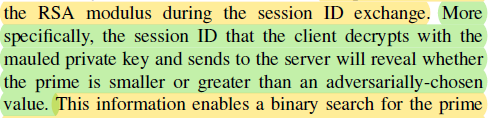 the RSA modulus during the session ID exchange. More
specifically, the session ID that the client decrypts with the
mauled private key and sends to the server will reveal whether
the prime is smaller or greater than an adversarially-chosen
value. This information enables a binary search for the prime